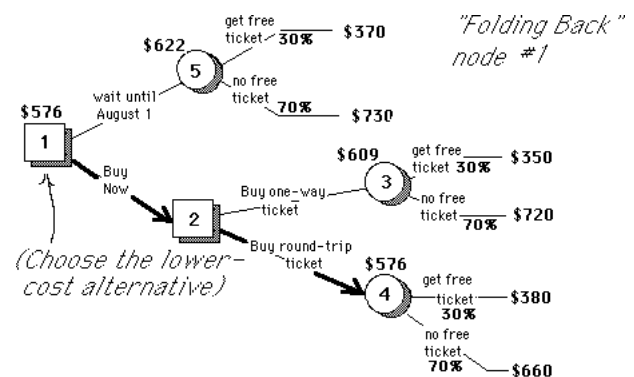 "Folding Back"
node #1
get free
ticket
30%
$370
$622
5
no free
ticket
70%
$730
wait until
August 1
$576
1
Buy
Now
2
$609
3
get free
ticket 30%
$350
Buy one-way
ticket
no free
ticket
70%
$720
Buy round-trip
ticket
(Choose the lower-
cost alternative)
$576
4
get free
ticket
30%
$380
no free
ticket
70%
$660